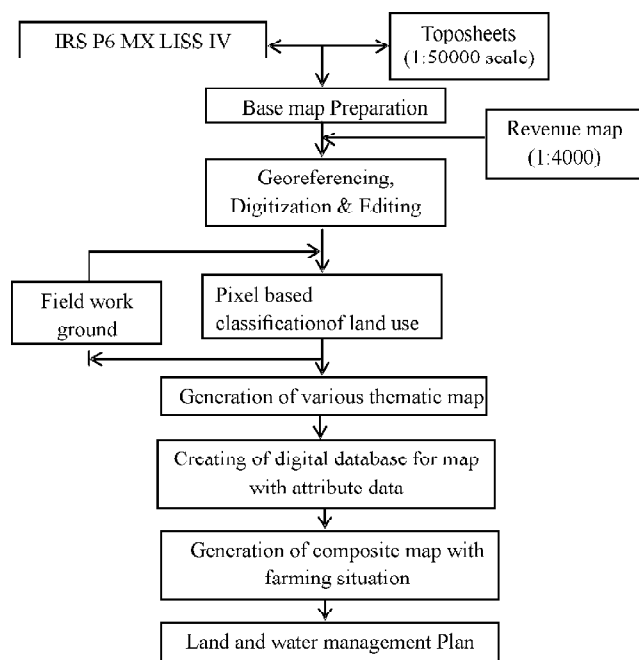 IRS P6 MX LISS IV
Toposheets
(1:50000 scale)
Base map Preparation
Revenue map
(1:4000)
Georeferencing,
Digitization & Editing
Field work
ground
Pixel based
classificationof land use
Generation of various thematic map
Creating of digital database for map
with attribute data
Generation of composite map with
farming situation
Land and water management Plan